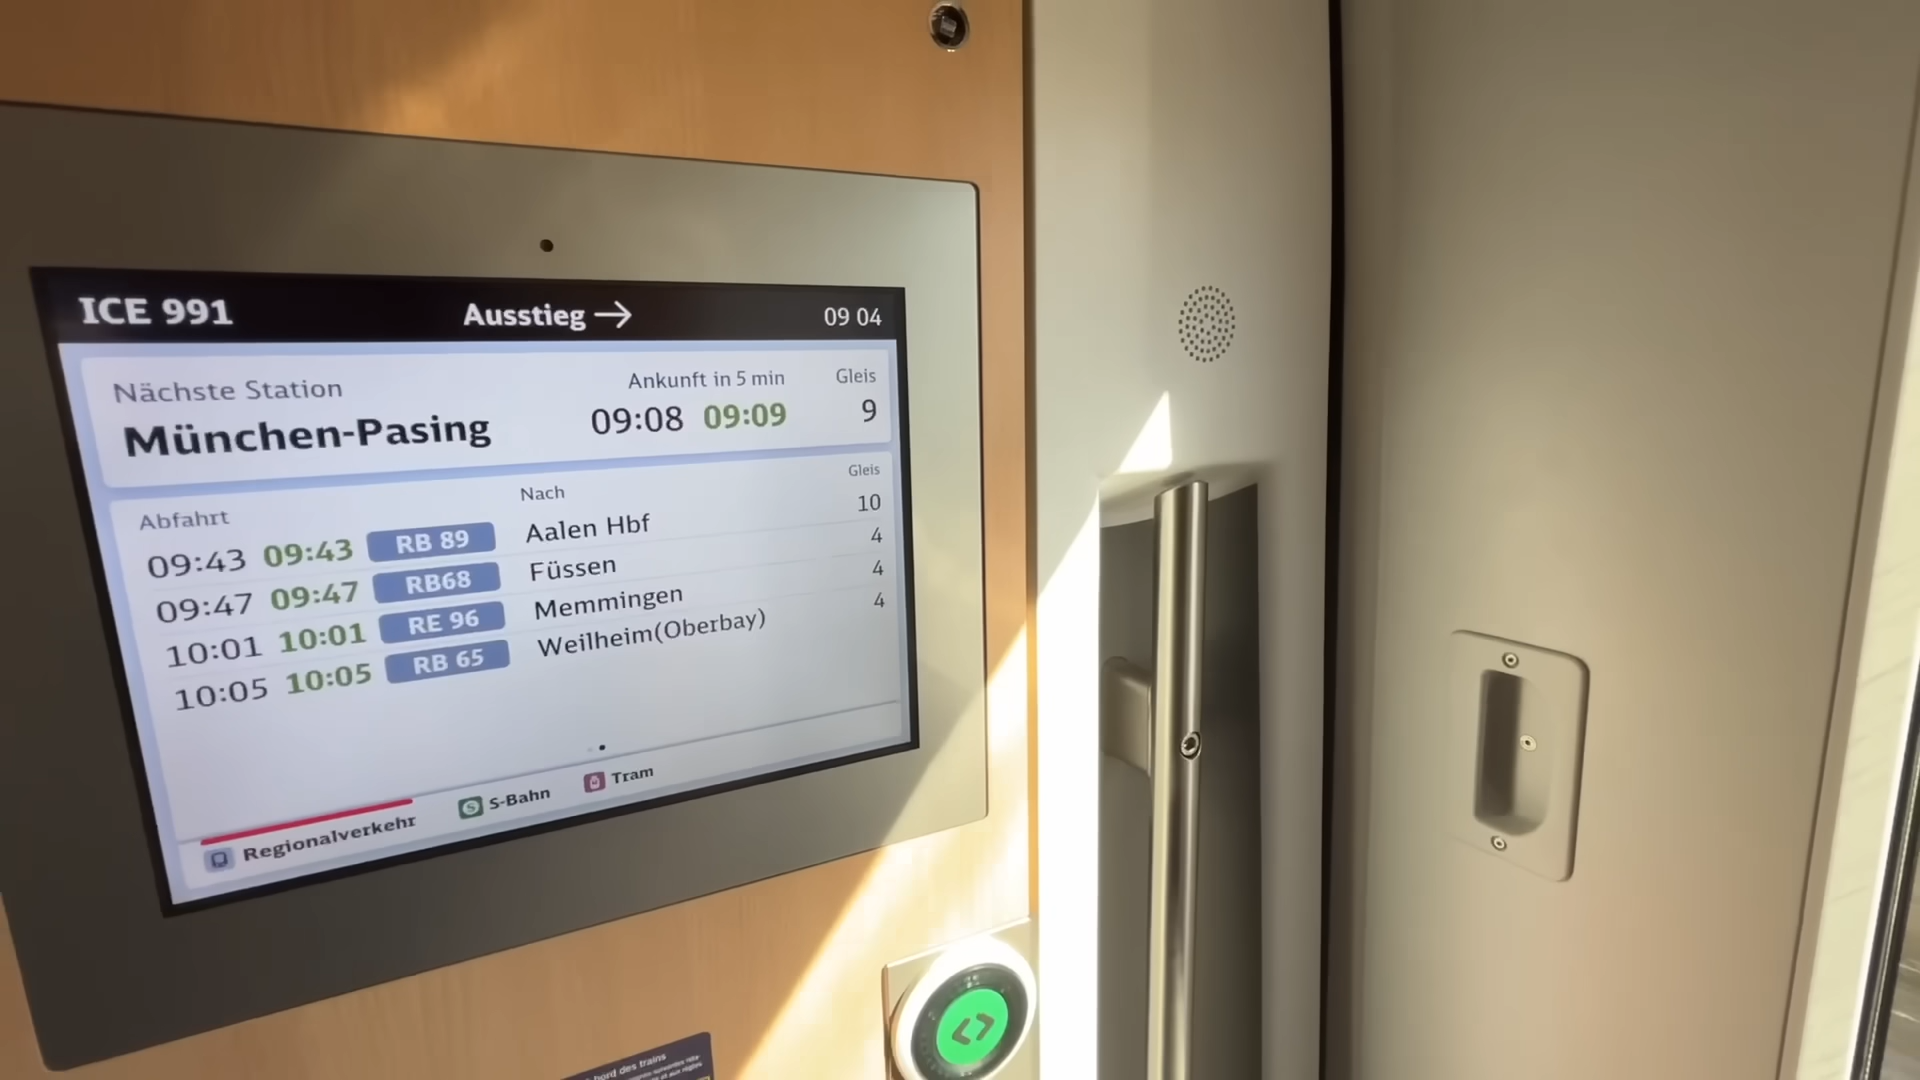 ICE 991 Ausstieg → 09 04
Nächste Station Ankunft in 5 min Gleis
München-Pasing 09:08 09:09 9
Abfahrt Nach Gleis
09:43 09:43 RB 89 Aalen Hbf 10
09:47 09:47 RB68 Füssen 4
10:01 10:01 RE 96 Memmingen 4
10:05 10:05 RB 65 Weilheim(Oberbay) 4
Regionalverkehr S-Bahn Tram
bord des trains